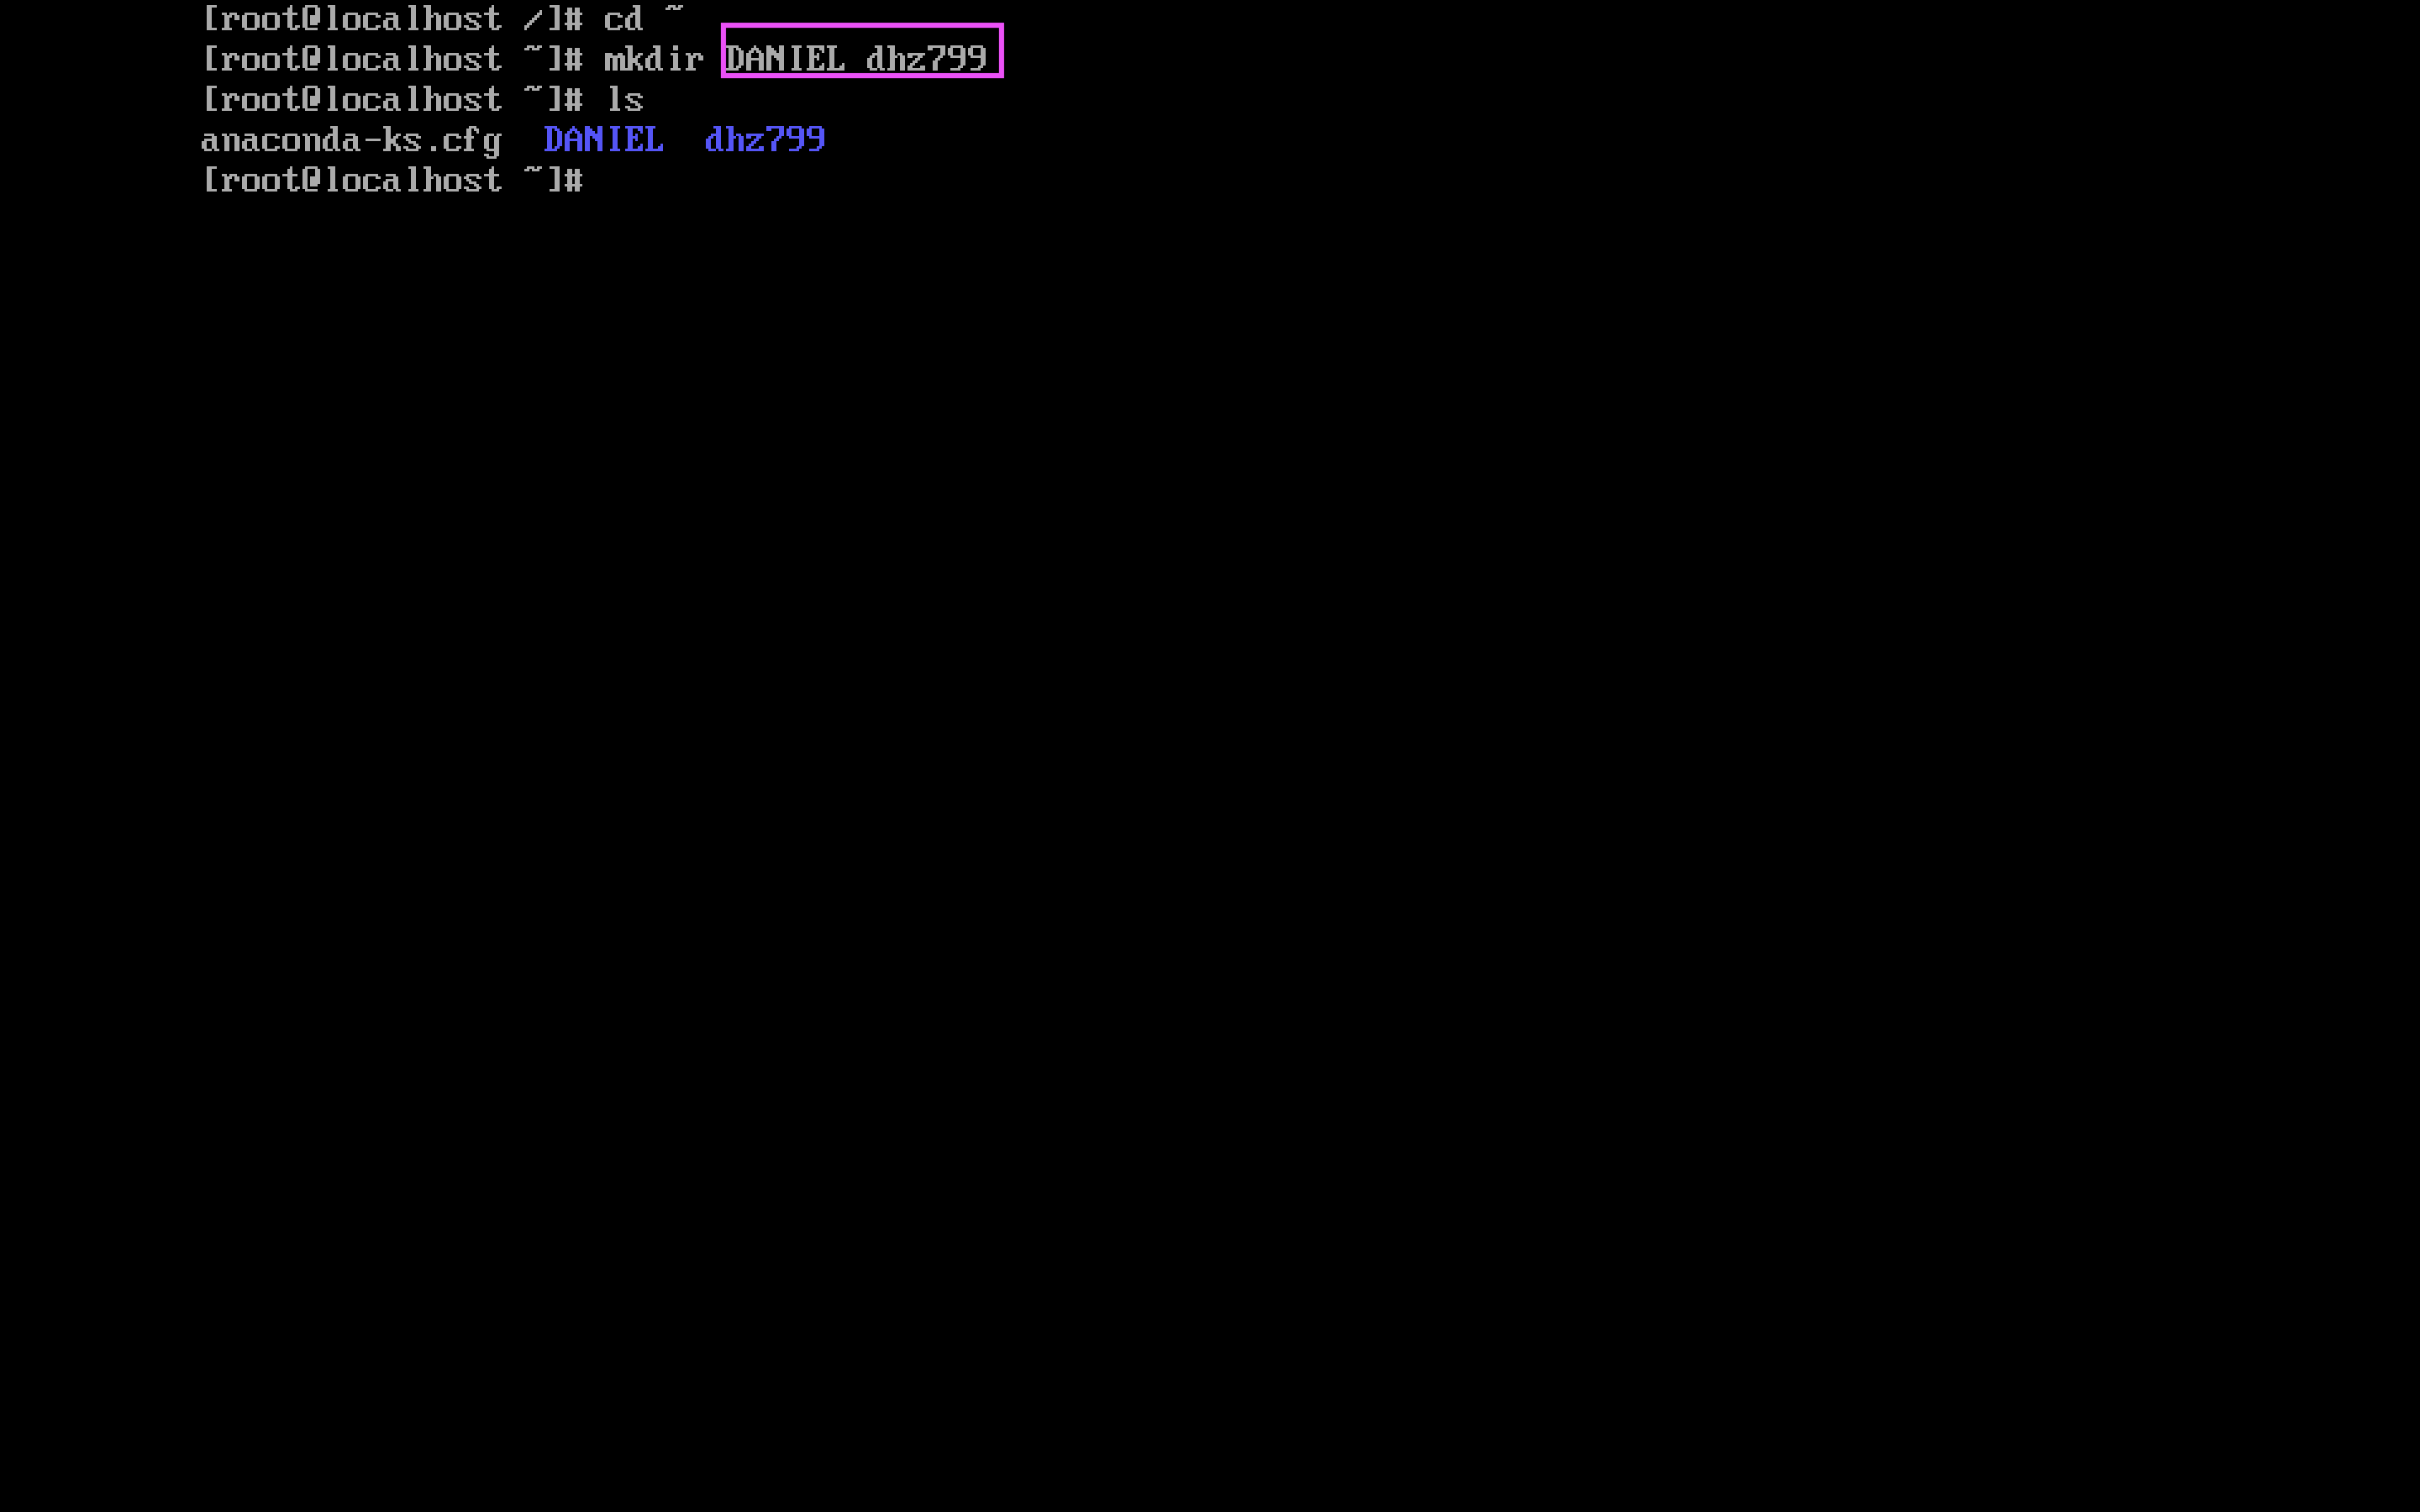 [root@localhost /]# cd ~
[root@localhost ~]# mkdir DANIEL dhz799
[root@localhost ~]# ls
anaconda-ks.cfg  DANIEL  dhz799
[root@localhost ~]#